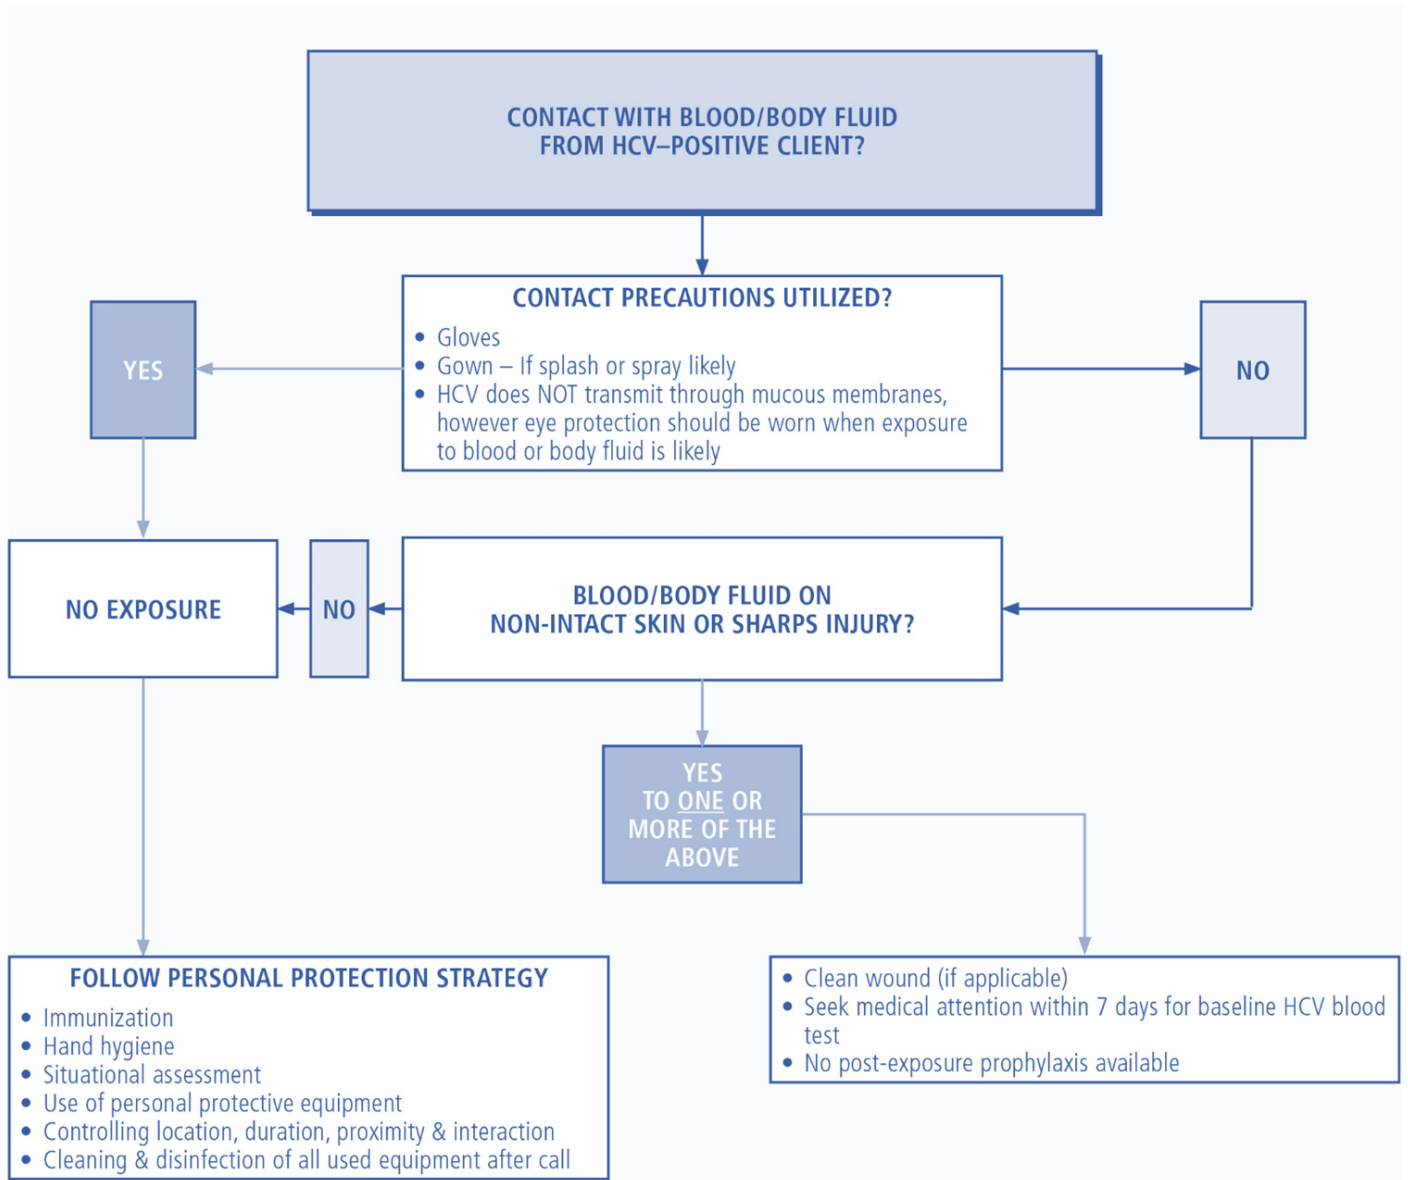 CONTACT WITH BLOOD/BODY FLUID
FROM HCV–POSITIVE CLIENT?
CONTACT PRECAUTIONS UTILIZED?
• Gloves
• Gown – If splash or spray likely
• HCV does NOT transmit through mucous membranes,
however eye protection should be worn when exposure
to blood or body fluid is likely
YES
NO
NO EXPOSURE
NO
BLOOD/BODY FLUID ON
NON-INTACT SKIN OR SHARPS INJURY?
YES
TO ONE OR
MORE OF THE
ABOVE
FOLLOW PERSONAL PROTECTION STRATEGY
• Immunization
• Hand hygiene
• Situational assessment
• Use of personal protective equipment
• Controlling location, duration, proximity & interaction
• Cleaning & disinfection of all used equipment after call
• Clean wound (if applicable)
• Seek medical attention within 7 days for baseline HCV blood
test
• No post-exposure prophylaxis available